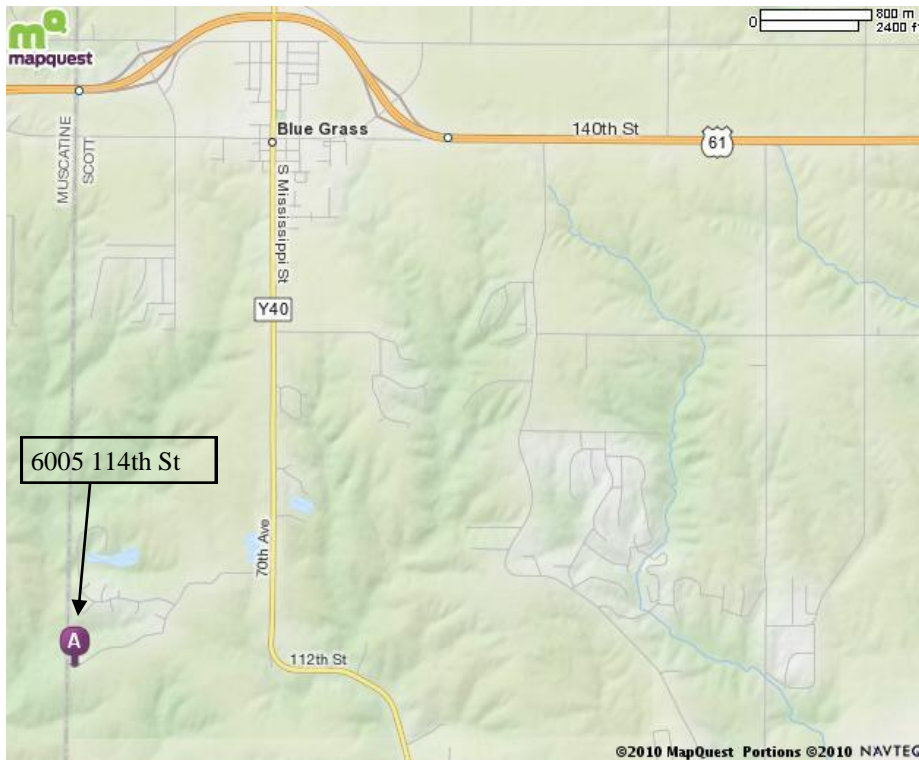 mq
mapquest
0 800 m
2400 f
140th St
61
Blue Grass
MUSCATINE
SCOTT
S Mississippi St
Y40
6005 114th St
70th Ave
A
112th St
©2010 MapQuest Portions ©2010 NAVTEQ